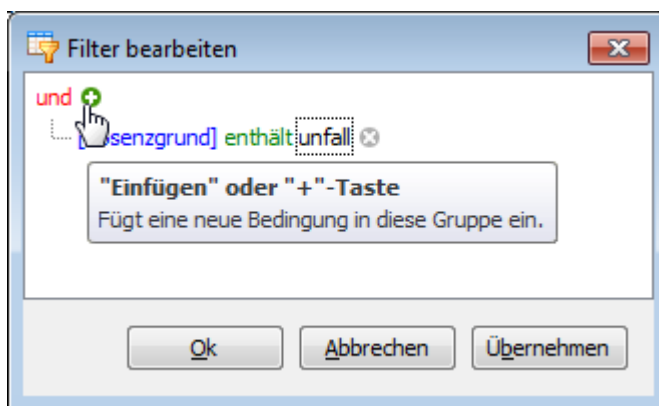 Filter bearbeiten
und
senzgrund] enthält unfall
"Einfügen" oder "+"-Taste
Fügt eine neue Bedingung in diese Gruppe ein.
Ok Abbrechen Übernehmen